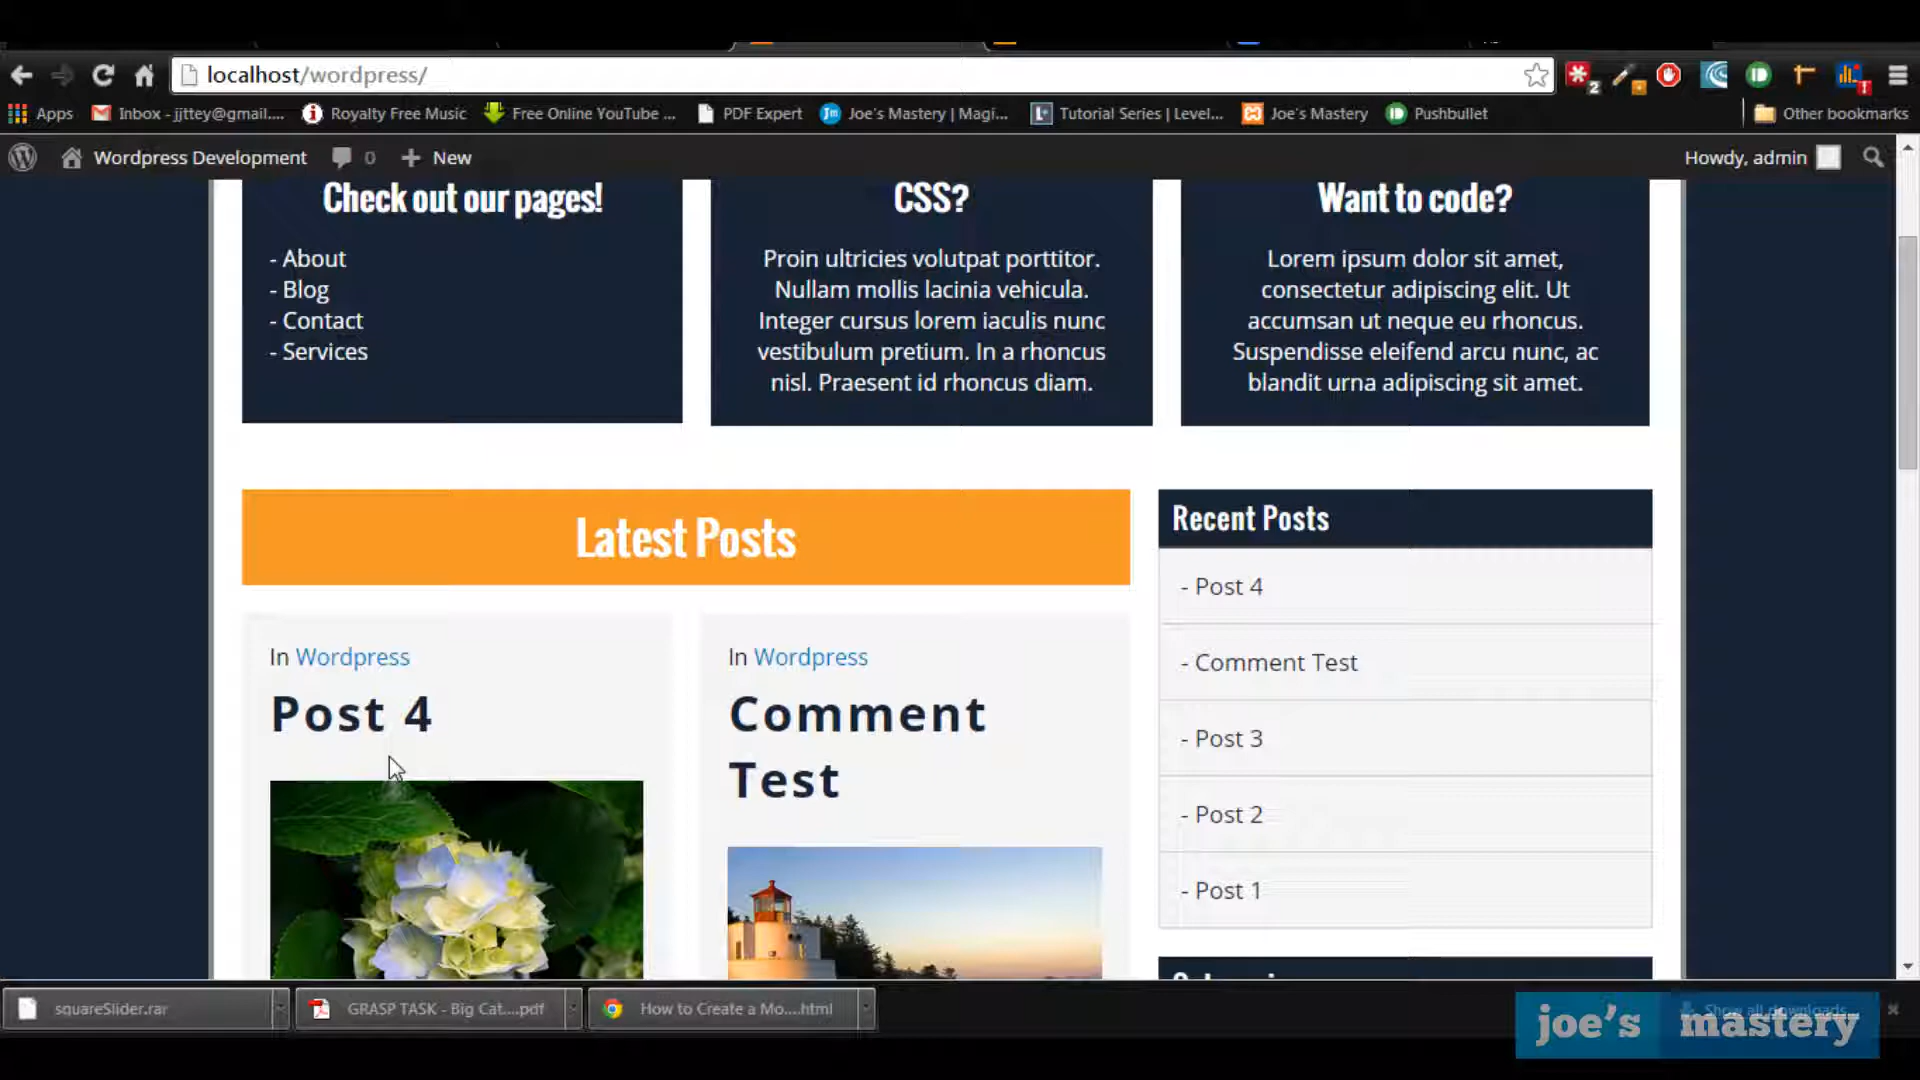 localhost/wordpress/
Apps
Inbox - jjttey@gmail....
Royalty Free Music
Free Online YouTube ...
PDF Expert
Joe's Mastery | Magi...
Tutorial Series | Level...
Joe's Mastery
Pushbullet
Other bookmarks
Wordpress Development
0
New
Howdy, admin
Check out our pages!
- About
- Blog
- Contact
- Services
CSS?
Proin ultricies volutpat porttitor.
Nullam mollis lacinia vehicula.
Integer cursus lorem iaculis nunc
vestibulum pretium. In a rhoncus
nisl. Praesent id rhoncus diam.
Want to code?
Lorem ipsum dolor sit amet,
consectetur adipiscing elit. Ut
accumsan ut neque eu rhoncus.
Suspendisse eleifend arcu nunc, ac
blandit urna adipiscing sit amet.
Latest Posts
In Wordpress
Post 4
In Wordpress
Comment
Test
Recent Posts
- Post 4
- Comment Test
- Post 3
- Post 2
- Post 1
squareSlider.rar
GRASP TASK - Big Cat....pdf
How to Create a Mo....html
Show all downloads...
joe's mastery